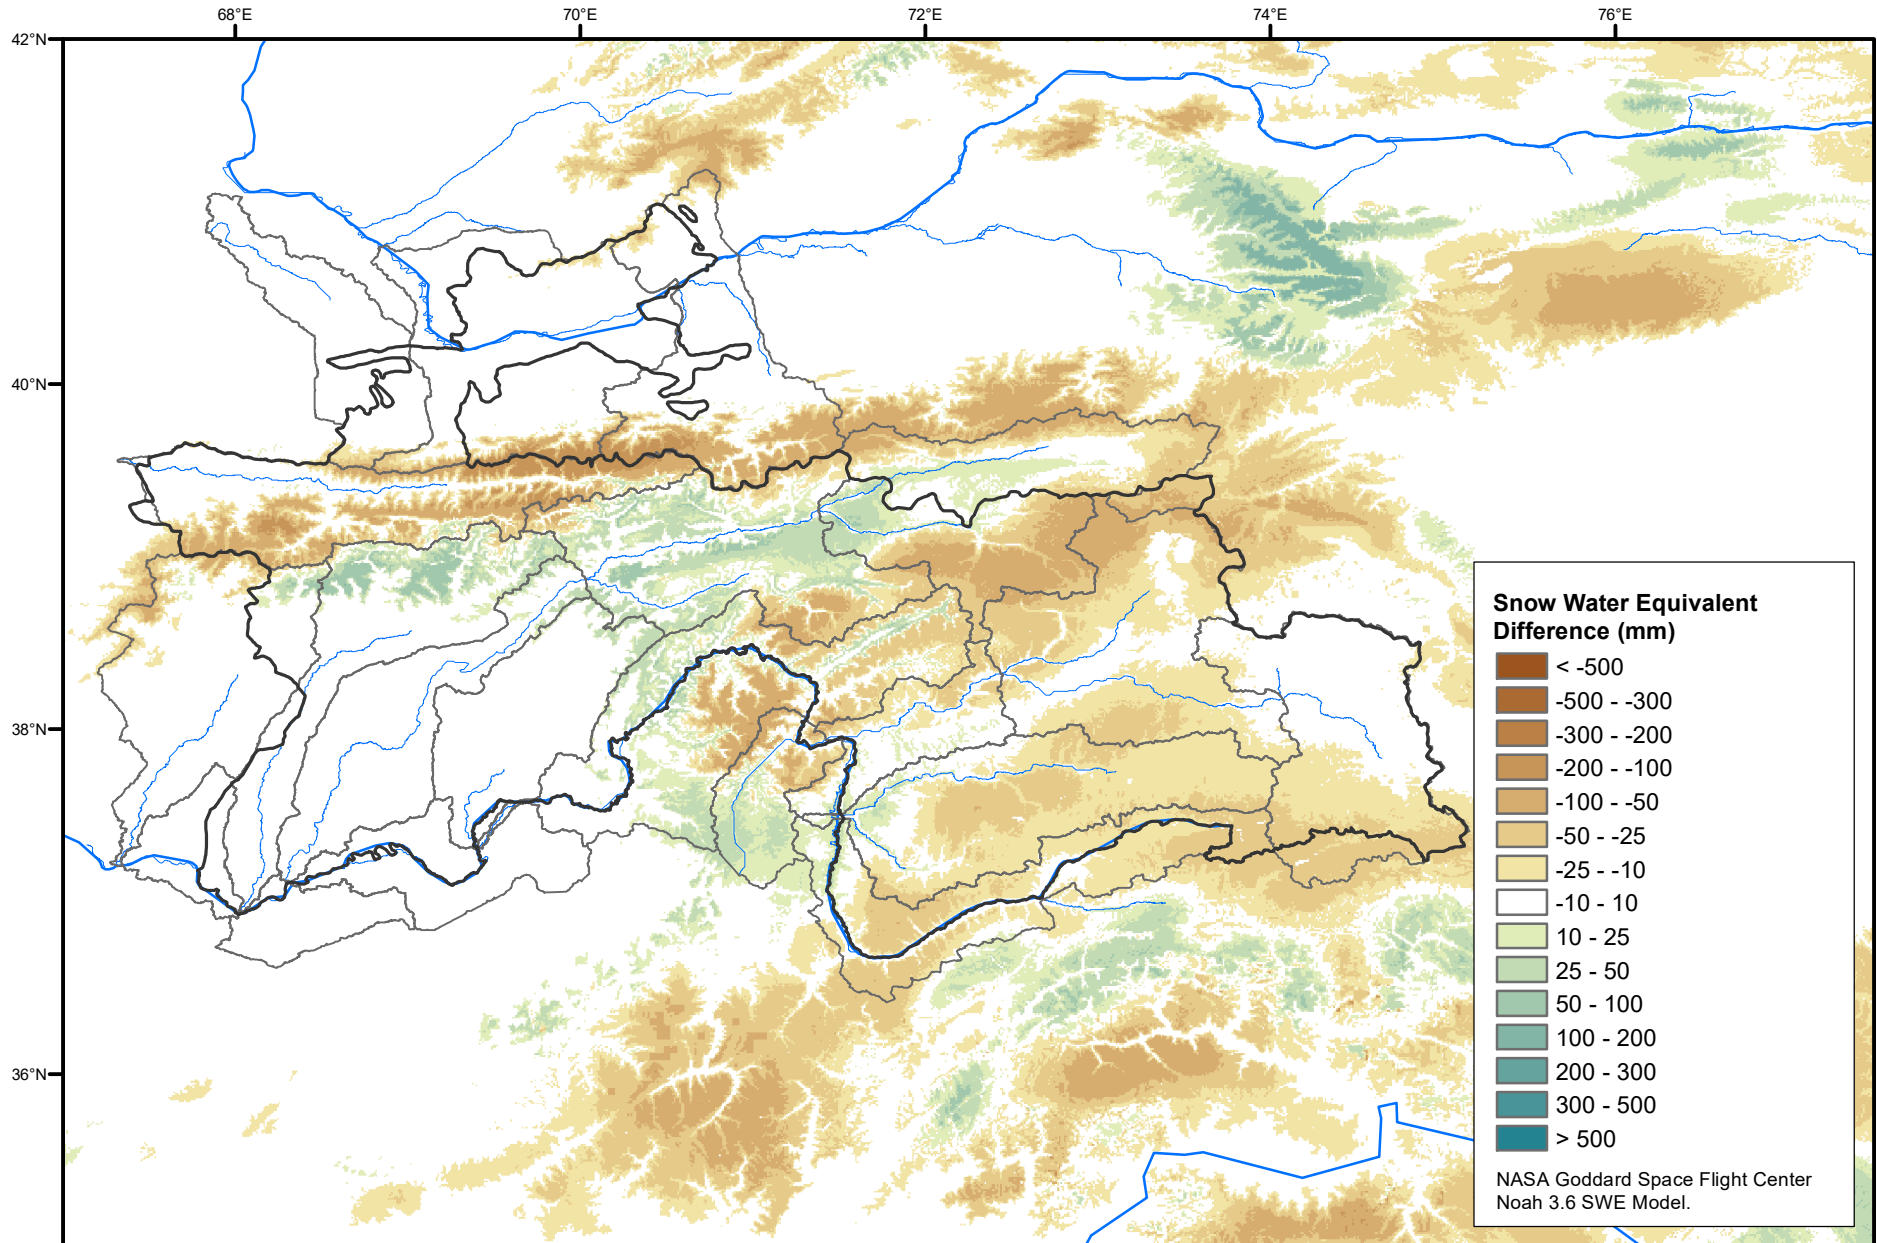 68°E
70°E
72°E
74°E
76°E
42°N
40°N
38°N
36°N
Snow Water Equivalent
Difference (mm)
< -500
-500 - -300
-300 - -200
-200 - -100
-100 - -50
-50 - -25
-25 - -10
-10 - 10
10 - 25
25 - 50
50 - 100
100 - 200
200 - 300
300 - 500
> 500
NASA Goddard Space Flight Center
Noah 3.6 SWE Model.